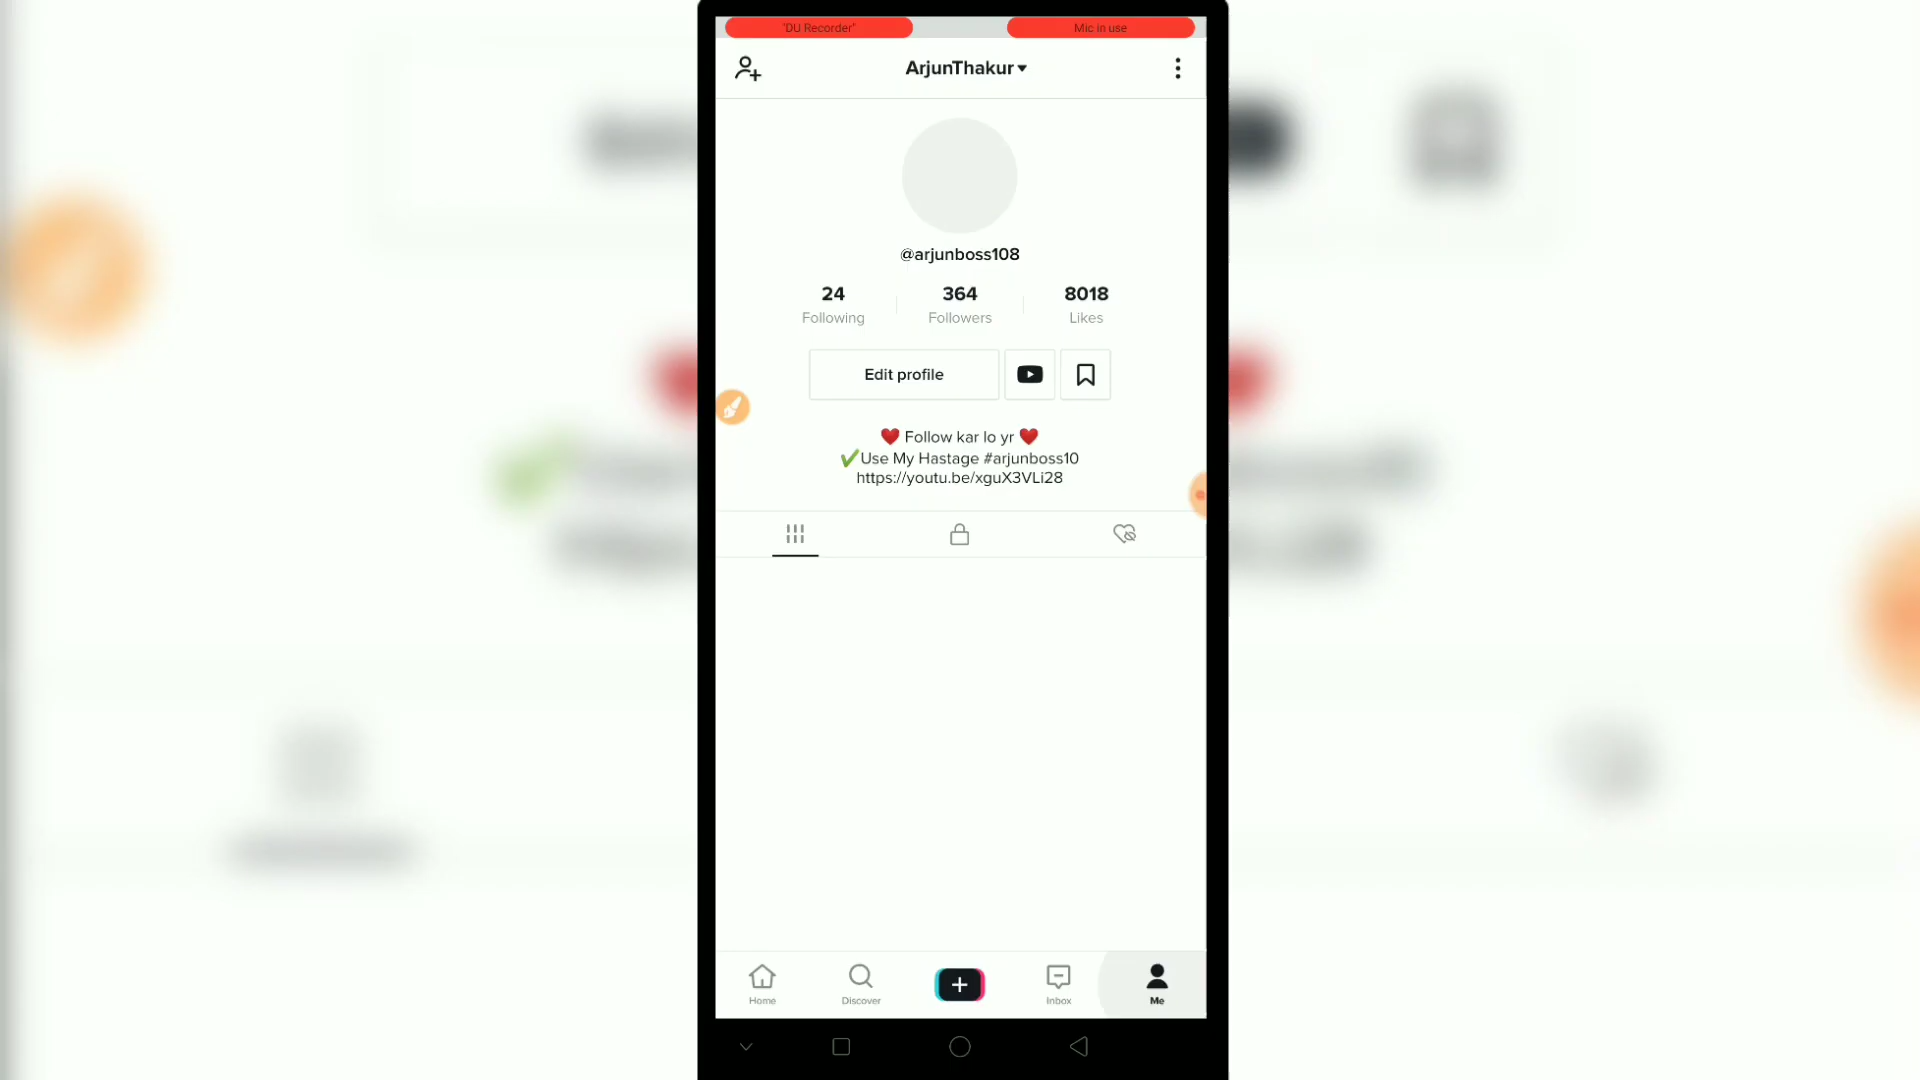 "DU Recorder" Mic in use
ArjunThakur
@arjunboss108
24 364 8018
Following Followers Likes
Edit profile
❤️ Follow kar lo yr ❤️
✔️Use My Hastage #arjunboss10
https://youtu.be/xguX3VLi28
Home Discover Inbox Me